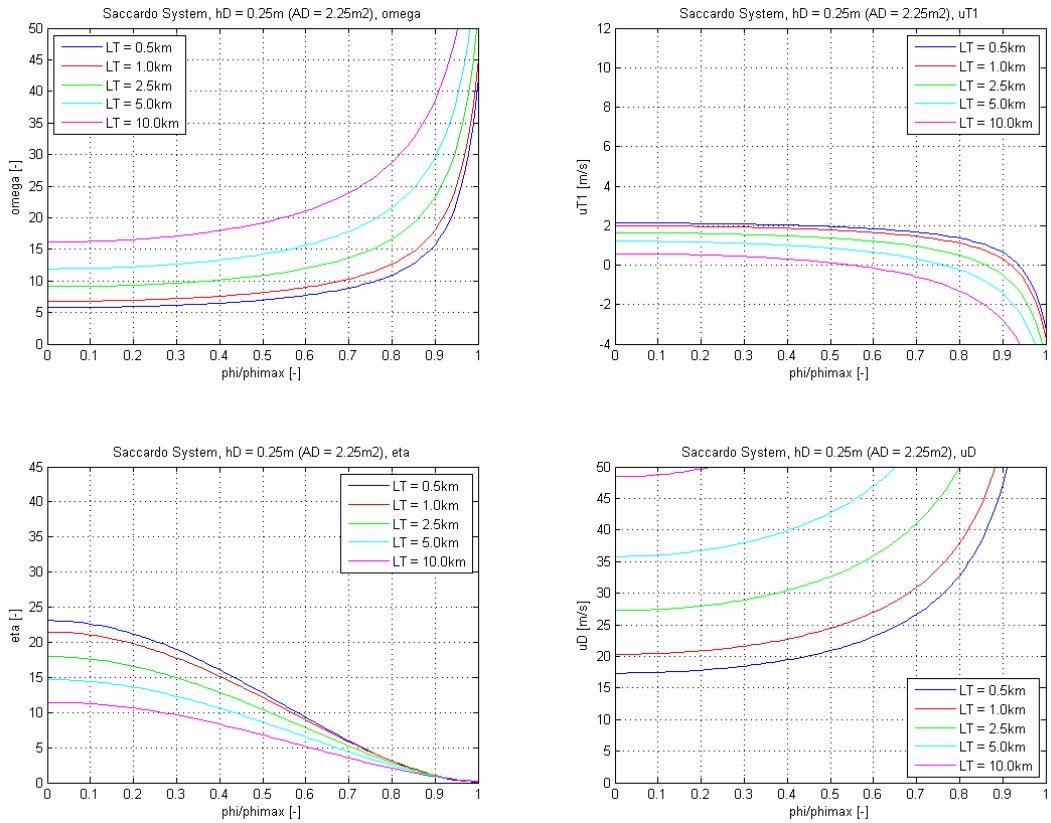 Saccardo System, hD = 0.25m (AD = 2.25m2), omega
50
45
40
35
30
25
20
15
10
5
0
omega [-]
LT = 0.5km
LT = 1.0km
LT = 2.5km
LT = 5.0km
LT = 10.0km
0 0.1 0.2 0.3 0.4 0.5 0.6 0.7 0.8 0.9 1
phi/phimax [-]
Saccardo System, hD = 0.25m (AD = 2.25m2), uT1
12
10
8
6
4
2
0
-2
-4
uT1 [m/s]
LT = 0.5km
LT = 1.0km
LT = 2.5km
LT = 5.0km
LT = 10.0km
0 0.1 0.2 0.3 0.4 0.5 0.6 0.7 0.8 0.9 1
phi/phimax [-]
Saccardo System, hD = 0.25m (AD = 2.25m2), eta
45
40
35
30
25
20
15
10
5
0
eta [-]
LT = 0.5km
LT = 1.0km
LT = 2.5km
LT = 5.0km
LT = 10.0km
0 0.1 0.2 0.3 0.4 0.5 0.6 0.7 0.8 0.9 1
phi/phimax [-]
Saccardo System, hD = 0.25m (AD = 2.25m2), uD
50
45
40
35
30
25
20
15
10
5
0
uD [m/s]
LT = 0.5km
LT = 1.0km
LT = 2.5km
LT = 5.0km
LT = 10.0km
0 0.1 0.2 0.3 0.4 0.5 0.6 0.7 0.8 0.9 1
phi/phimax [-]